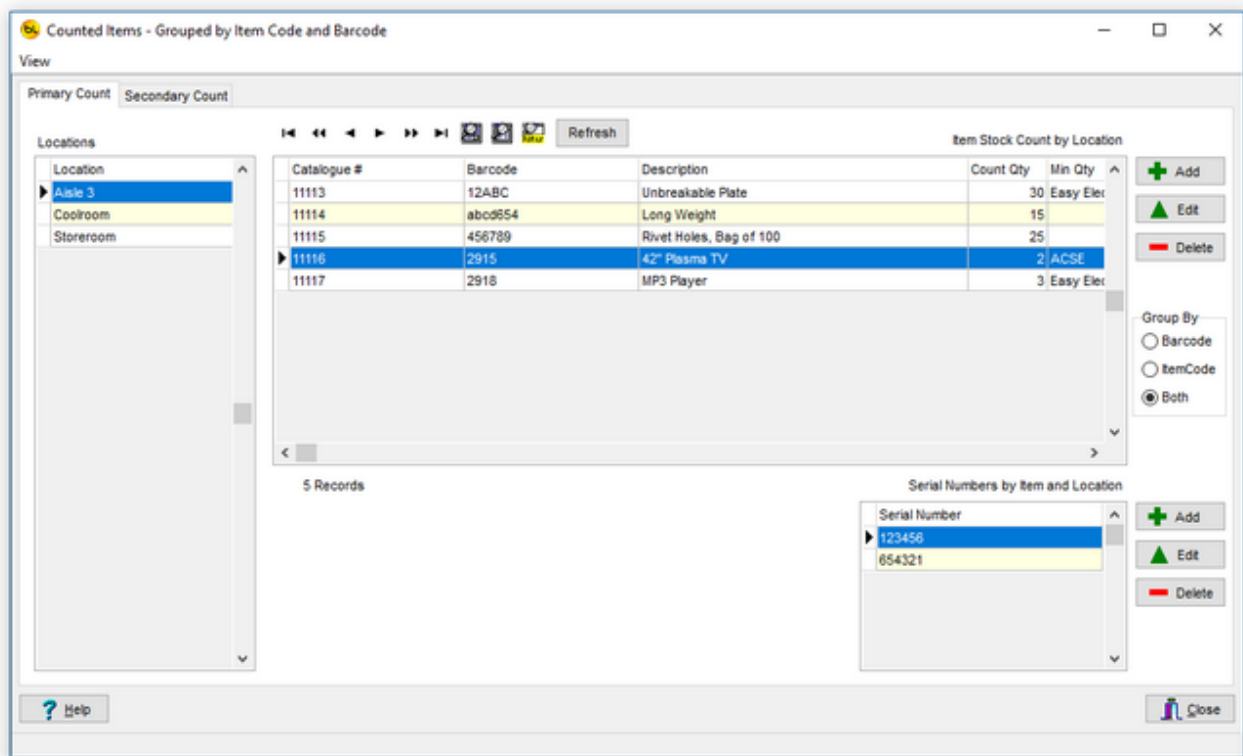 Counted Items - Grouped by Item Code and Barcode
View
Primary Count Secondary Count
Locations
Refresh
Item Stock Count by Location
Location
Aisle 3
Coolroom
Storeroom
Catalogue # Barcode Description Count Qty Min Qty
11113 12ABC Unbreakable Plate 30 Easy Elec
11114 abcd654 Long Weight 15
11115 456789 Rivet Holes, Bag of 100 25
11116 2915 42" Plasma TV 2 ACSE
11117 2918 MP3 Player 3 Easy Elec
Add
Edit
Delete
Group By
Barcode
ItemCode
Both
5 Records
Serial Numbers by Item and Location
Serial Number
123456
654321
Add
Edit
Delete
Help
Close